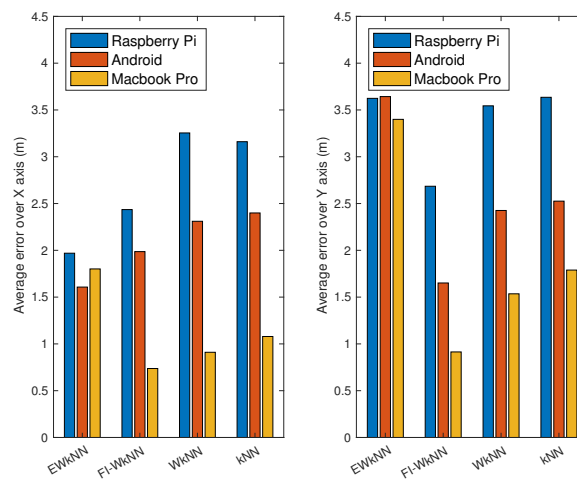 Average error over X axis (m)
4.5
4
3.5
3
2.5
2
1.5
1
0.5
0
Raspberry Pi
Android
Macbook Pro
EWkNN
FI-WkNN
WkNN
kNN
Average error over Y axis (m)
4.5
4
3.5
3
2.5
2
1.5
1
0.5
0
Raspberry Pi
Android
Macbook Pro
EWkNN
FI-WkNN
WkNN
kNN